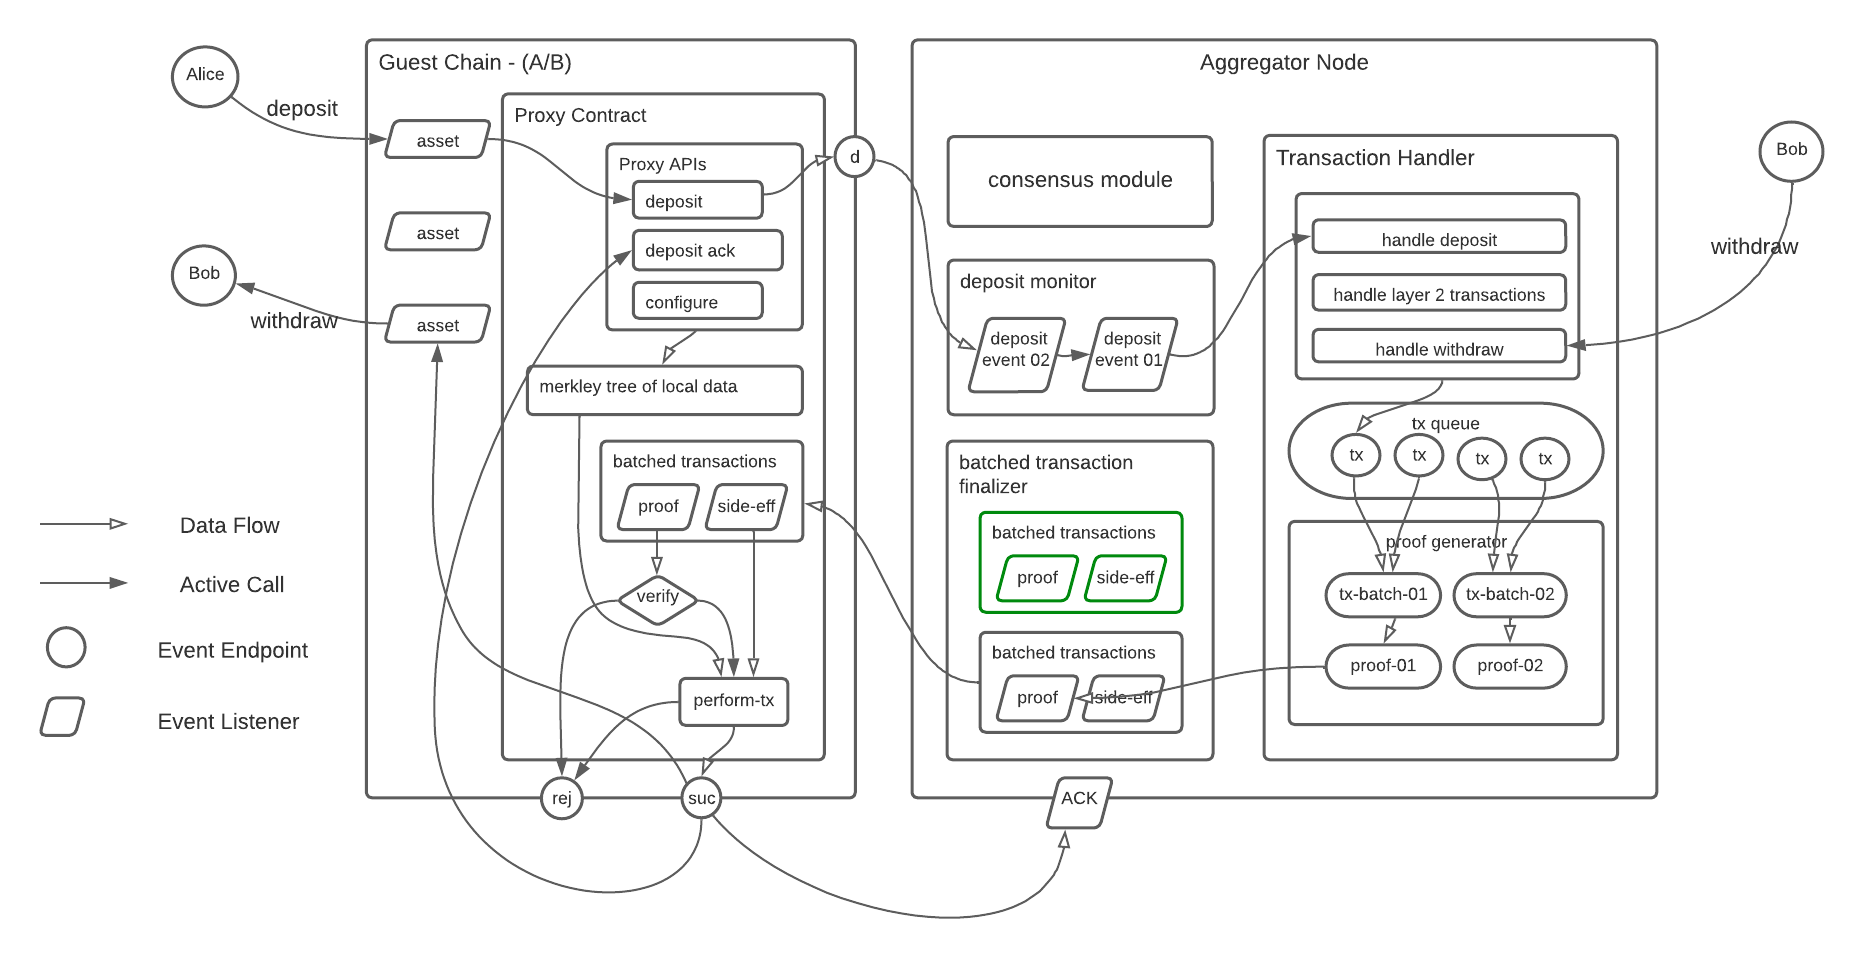 Alice
deposit
Bob
withdraw
Data Flow
Active Call
Event Endpoint
Event Listener
Guest Chain - (A/B)
asset
asset
asset
Proxy Contract
Proxy APIs
deposit
deposit ack
configure
merkley tree of local data
batched transactions
proof
side-eff
verify
perform-tx
rej
suc
d
Aggregator Node
consensus module
deposit monitor
deposit
event 02
deposit
event 01
batched transaction
finalizer
batched transactions
proof
side-eff
batched transactions
proof
side-eff
ACK
Transaction Handler
handle deposit
handle layer 2 transactions
handle withdraw
tx queue
tx
tx
tx
tx
proof generator
tx-batch-01
tx-batch-02
proof-01
proof-02
Bob
withdraw